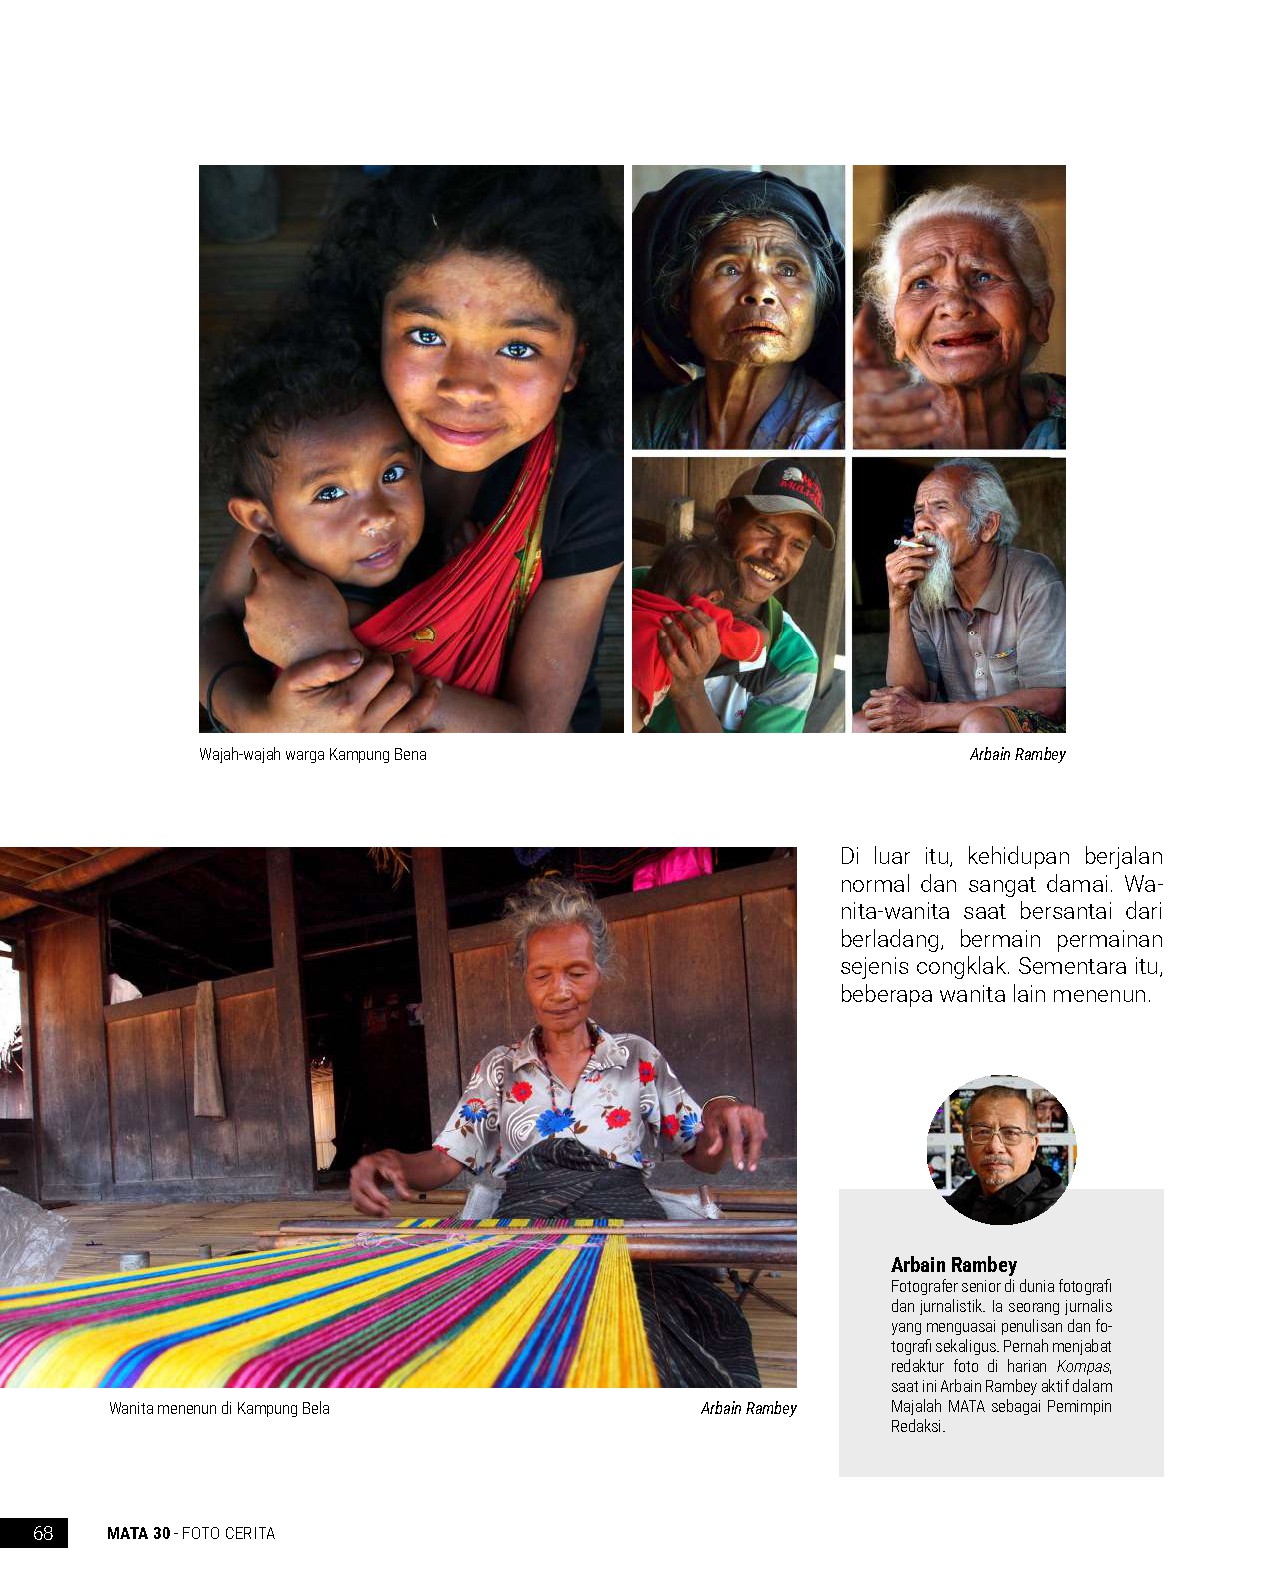 Wajah-wajah warga Kampung Bena
Arbain Rambey
Di luar itu, kehidupan berjalan
normal dan sangat damai. Wa-
nita-wanita saat bersantai dari
berladang, bermain permainan
sejenis congklak. Sementara itu,
beberapa wanita lain menenun.
Wanita menenun di Kampung Bela
Arbain Rambey
Arbain Rambey
Fotografer senior di dunia fotografi
dan jurnalistik. Ia seorang jurnalis
yang menguasai penulisan dan fo-
tografi sekaligus. Pernah menjabat
redaktur foto di harian Kompas,
saat ini Arbain Rambey aktif dalam
Majalah MATA sebagai Pemimpin
Redaksi.
68
MATA 30 - FOTO CERITA